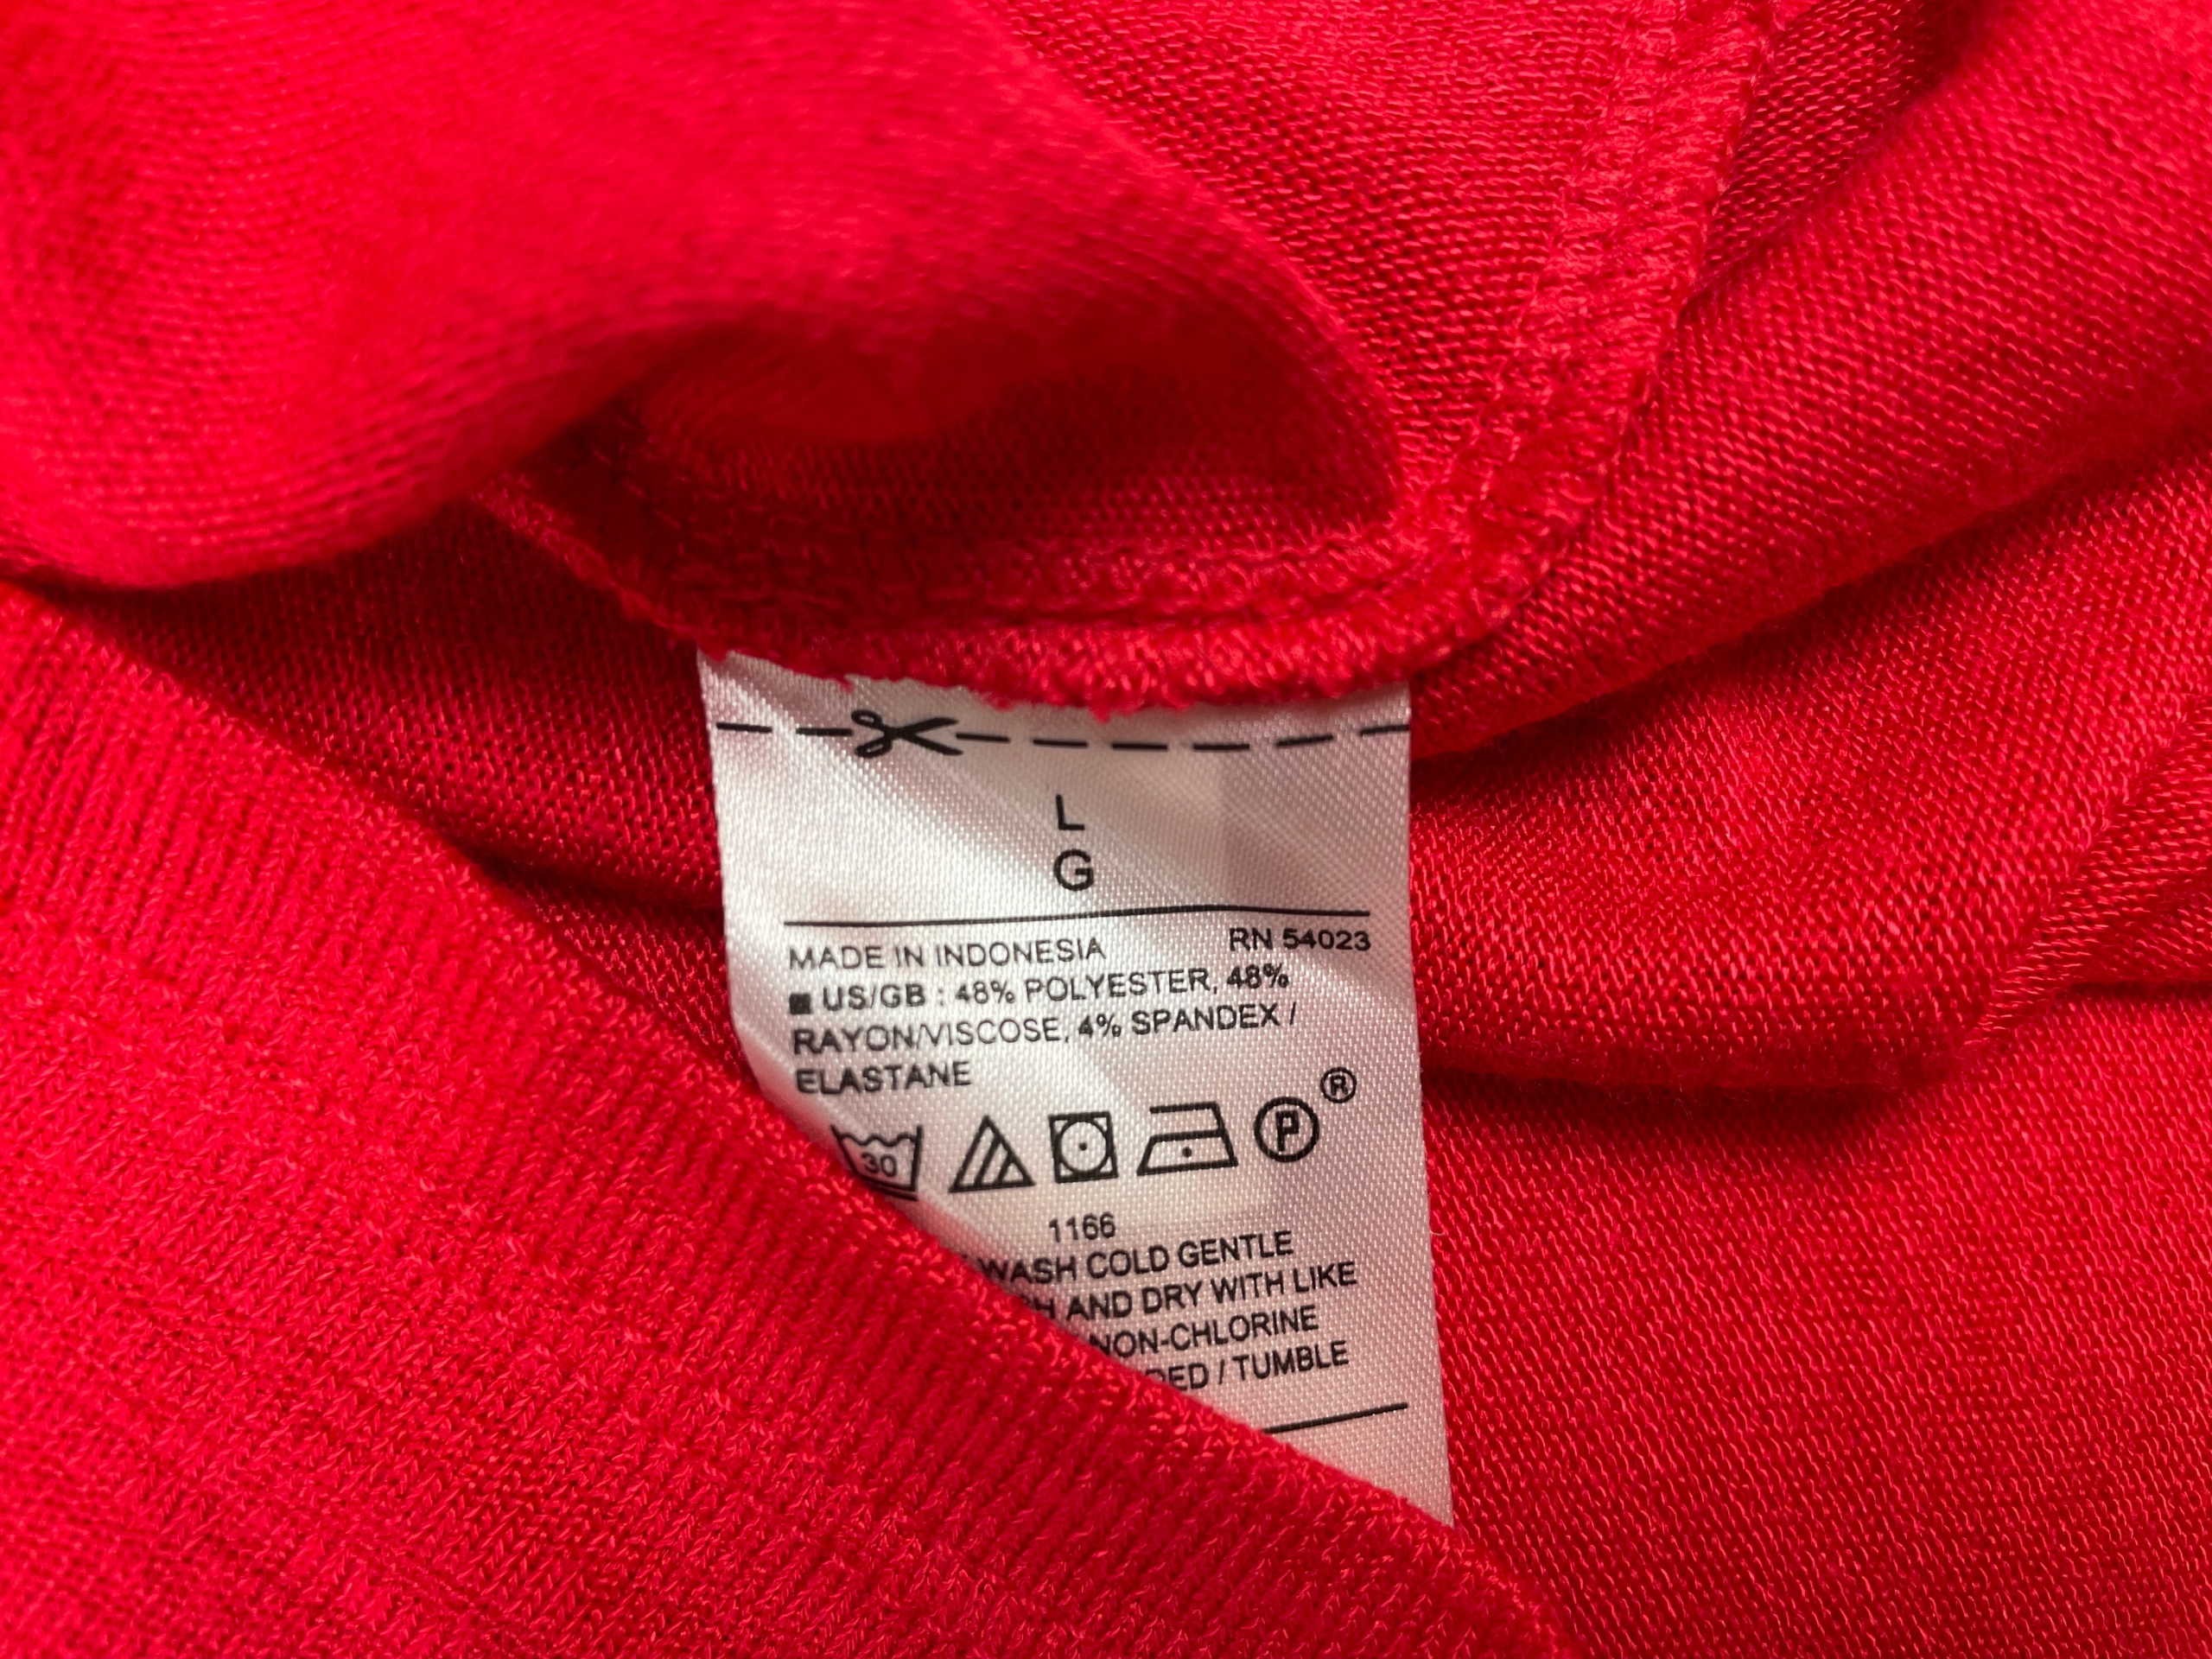 L
G
MADE IN INDONESIA RN 54023
US/GB : 48% POLYESTER, 48%
RAYON/VISCOSE, 4% SPANDEX /
ELASTANE
30 P ®
1166
WASH COLD GENTLE
AND DRY WITH LIKE
NON-CHLORINE
/ TUMBLE